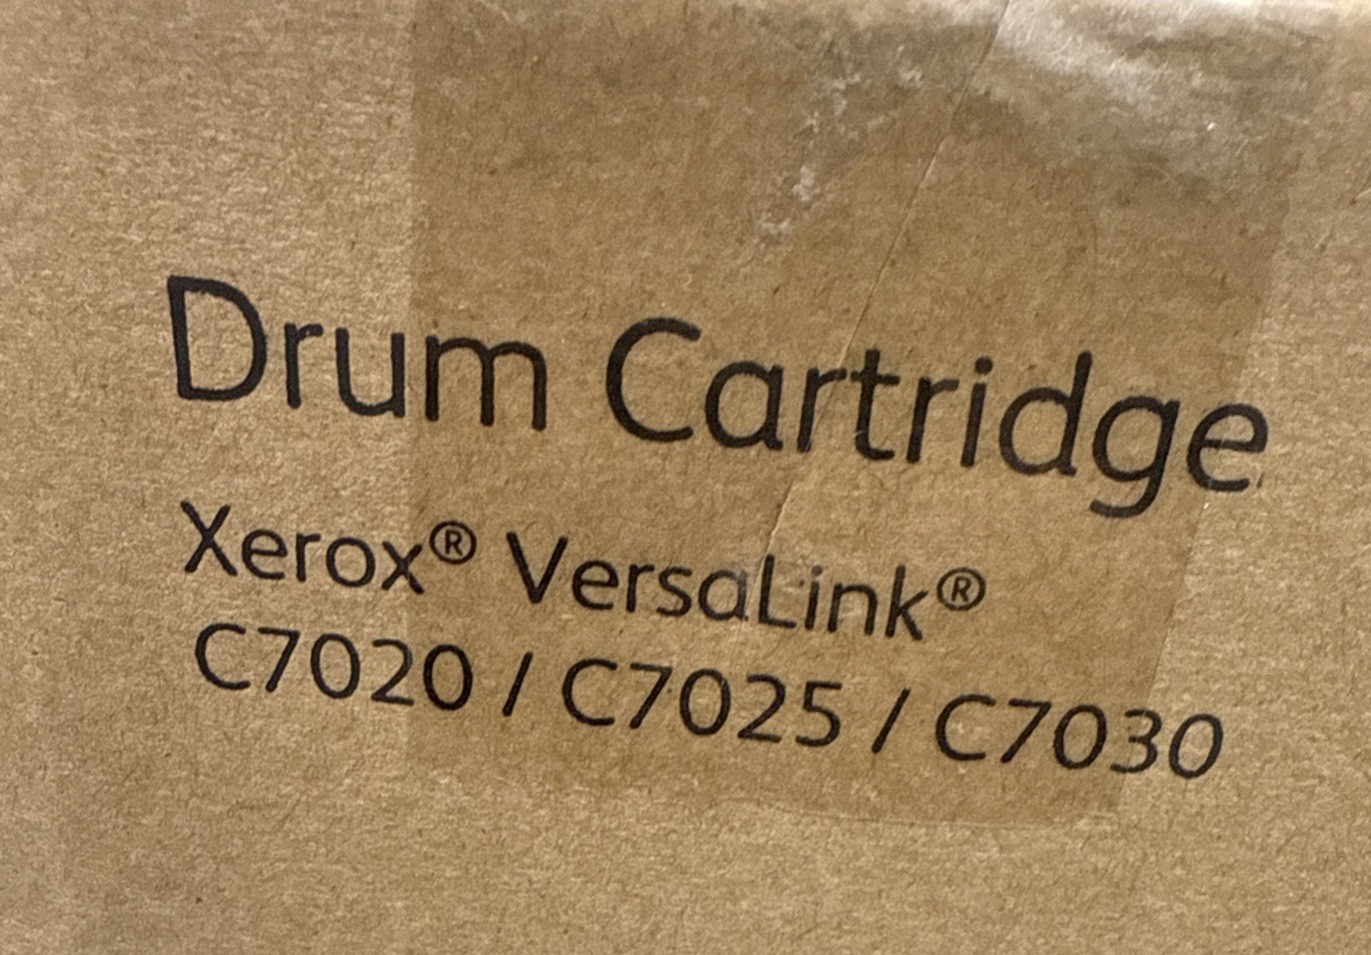 Drum Cartridge
Xerox® VersaLink®
C7020 / C7025 / C7030